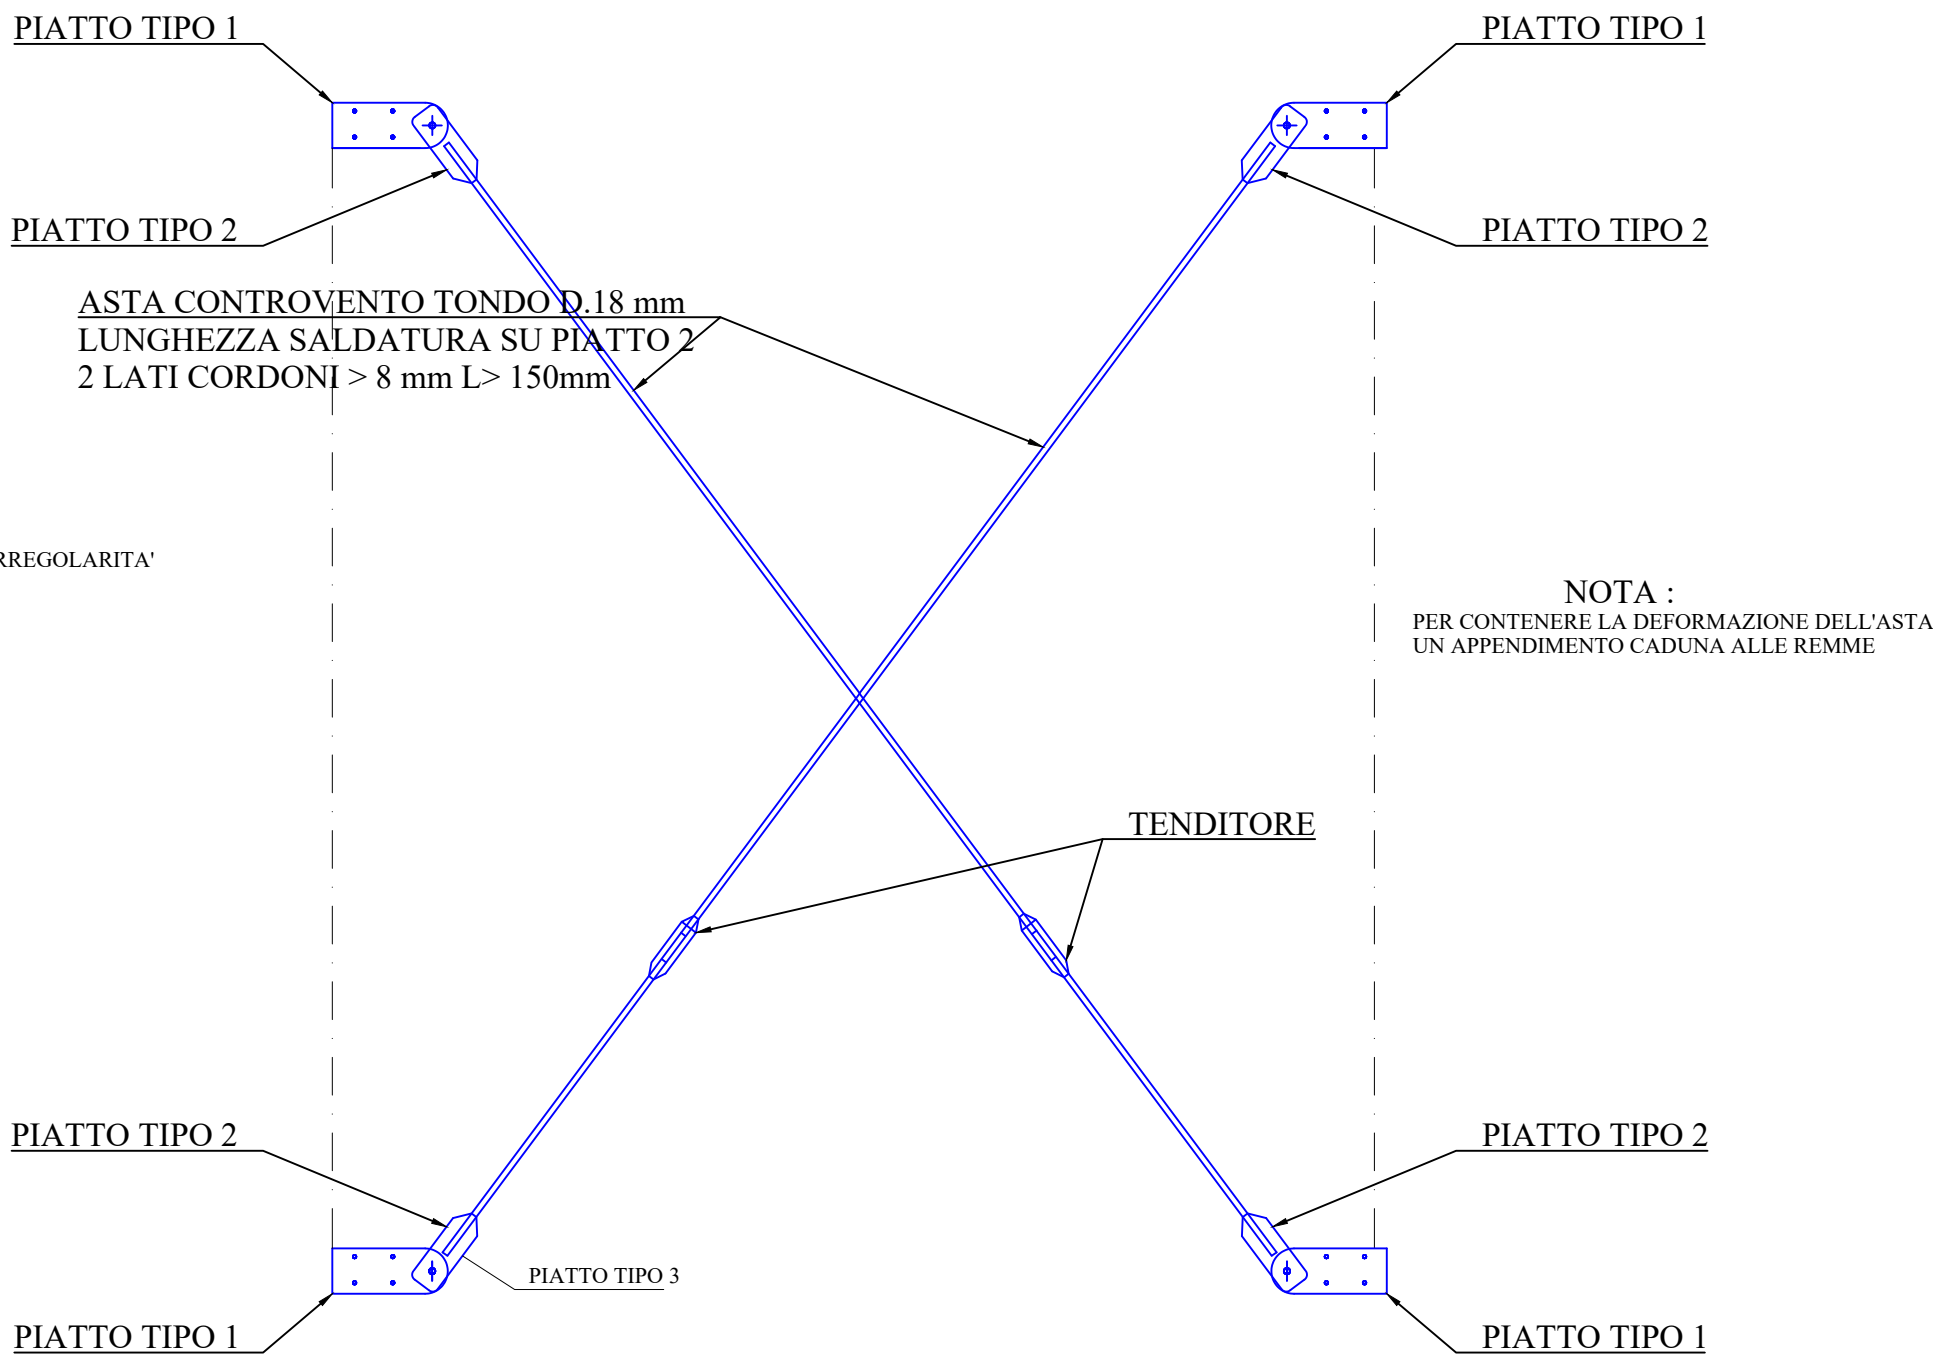 PIATTO TIPO 1
PIATTO TIPO 1
PIATTO TIPO 2
PIATTO TIPO 2
ASTA CONTROVENTO TONDO D.18 mm
LUNGHEZZA SALDATURA SU PIATTO 2
2 LATI CORDONI > 8 mm L> 150mm
RREGOLARITA'
NOTA :
PER CONTENERE LA DEFORMAZIONE DELL'ASTA
UN APPENDIMENTO CADUNA ALLE REMME
TENDITORE
PIATTO TIPO 2
PIATTO TIPO 2
PIATTO TIPO 3
PIATTO TIPO 1
PIATTO TIPO 1